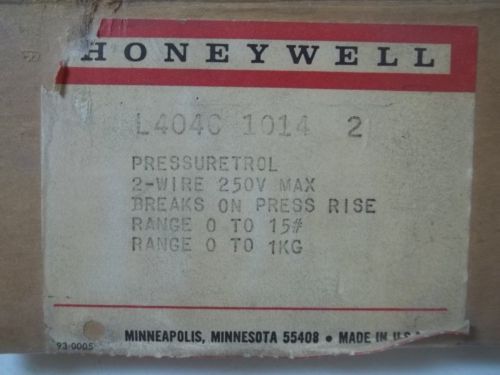 HONEYWELL
L404C 1014 2
PRESSURETROL
2-WIRE 250V MAX
BREAKS ON PRESS RISE
RANGE 0 TO 15#
RANGE 0 TO 1KG
MINNEAPOLIS, MINNESOTA 55408 • MADE IN U.S.A.
93-0005